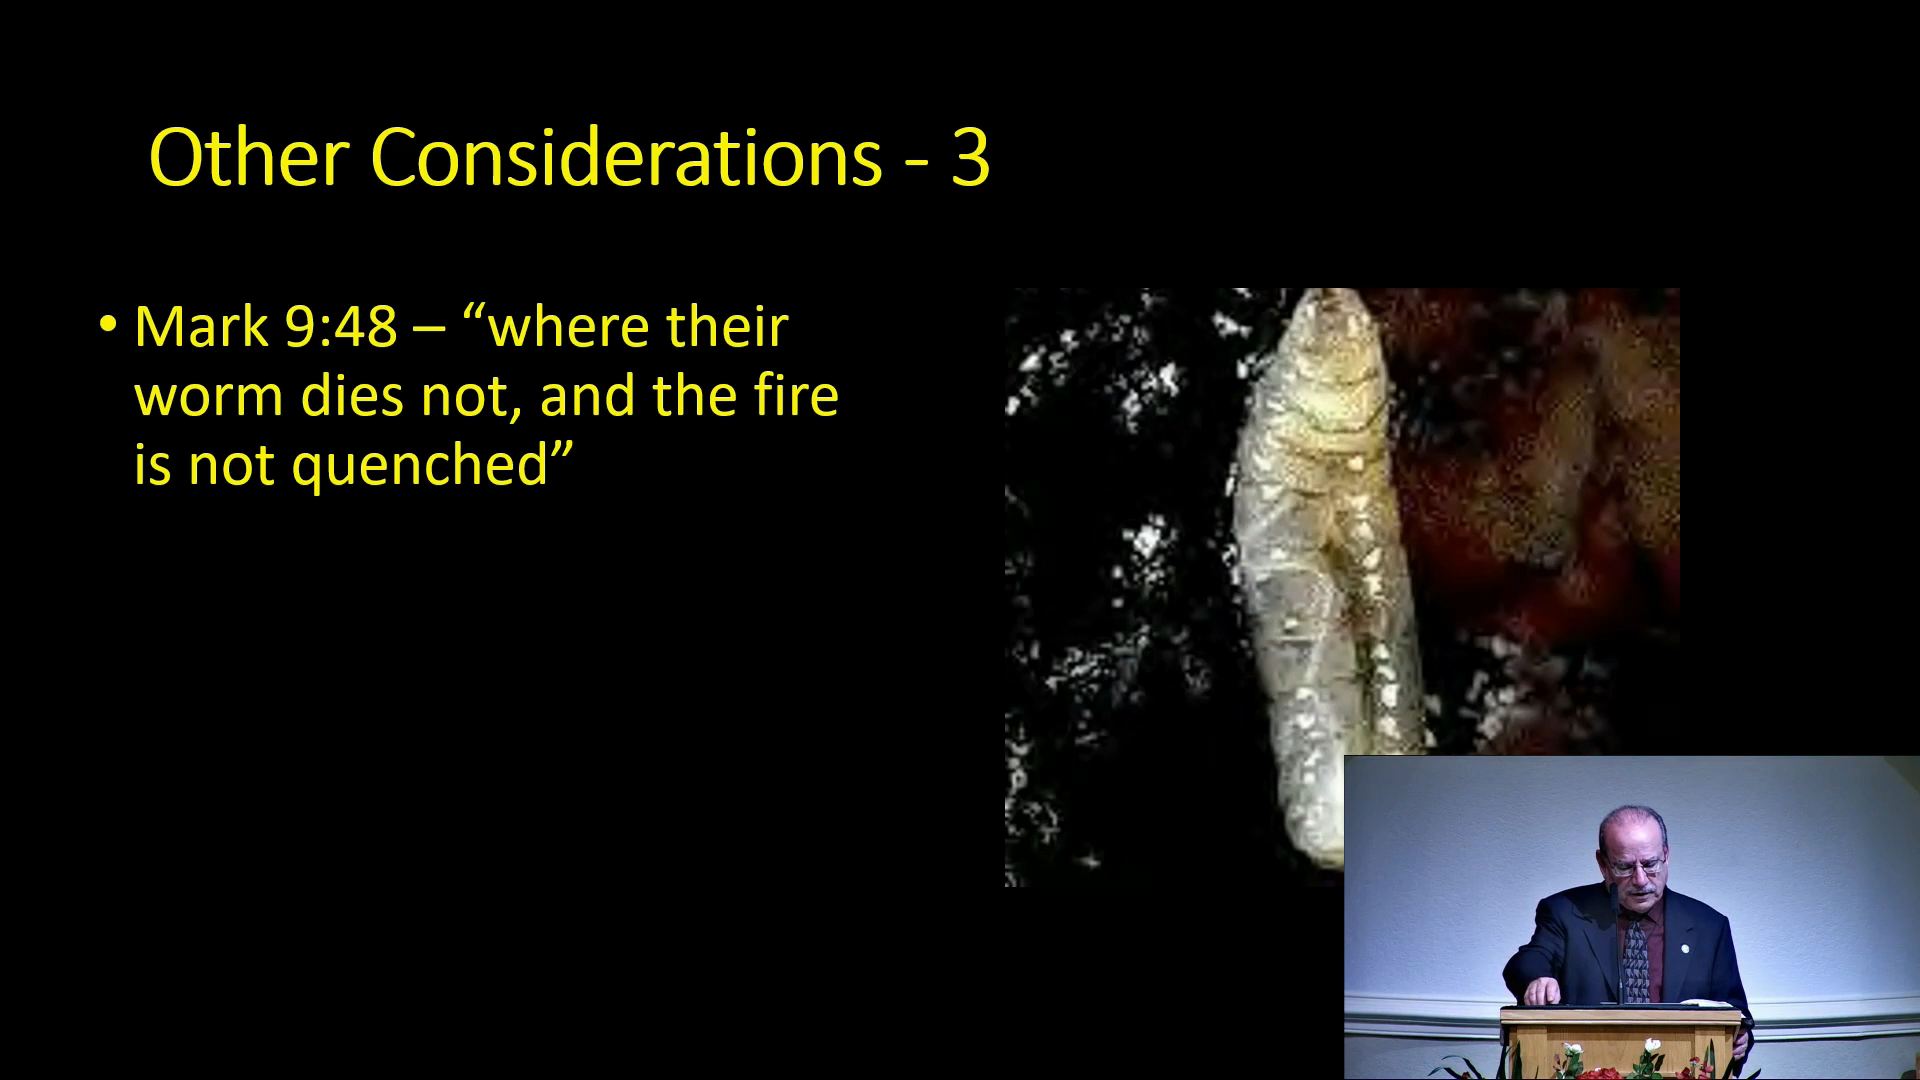 Other Considerations - 3
• Mark 9:48 – “where their
worm dies not, and the fire
is not quenched”